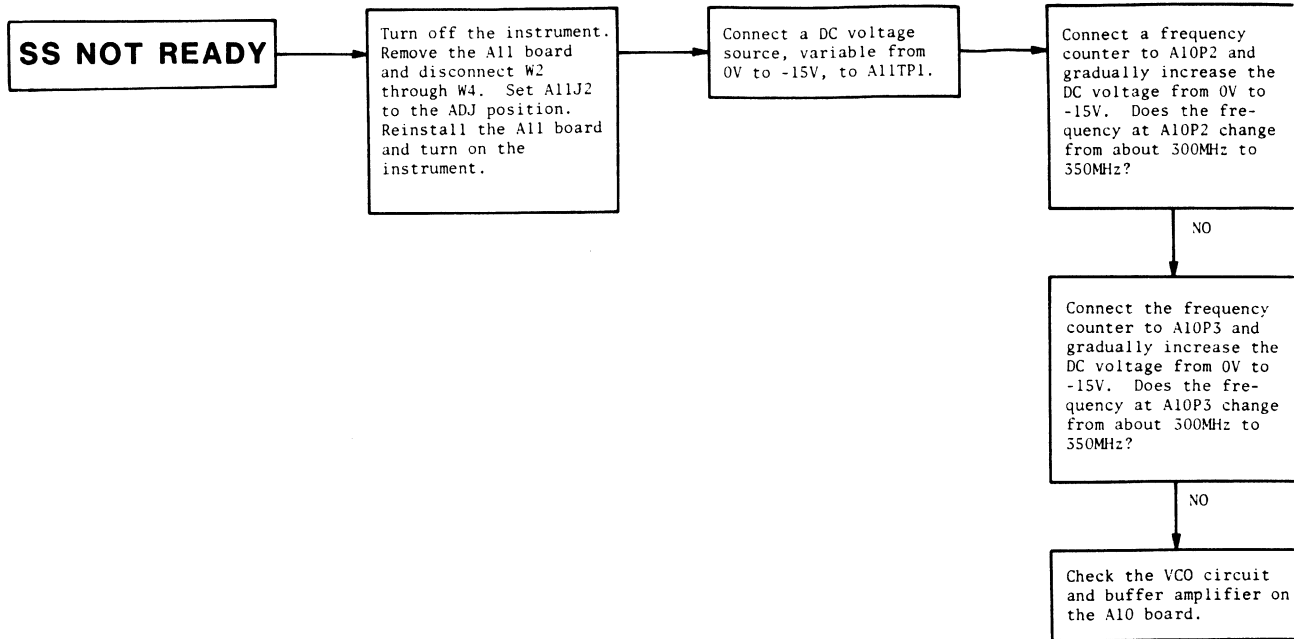 SS NOT READY
Turn off the instrument.
Remove the A11 board
and disconnect W2
through W4. Set A11J2
to the ADJ position.
Reinstall the A11 board
and turn on the
instrument.
Connect a DC voltage
source, variable from
0V to -15V, to A11TP1.
Connect a frequency
counter to A10P2 and
gradually increase the
DC voltage from 0V to
-15V. Does the fre-
quency at A10P2 change
from about 300MHz to
350MHz?
NO
Connect the frequency
counter to A10P3 and
gradually increase the
DC voltage from 0V to
-15V. Does the fre-
quency at A10P3 change
from about 300MHz to
350MHz?
NO
Check the VCO circuit
and buffer amplifier on
the A10 board.